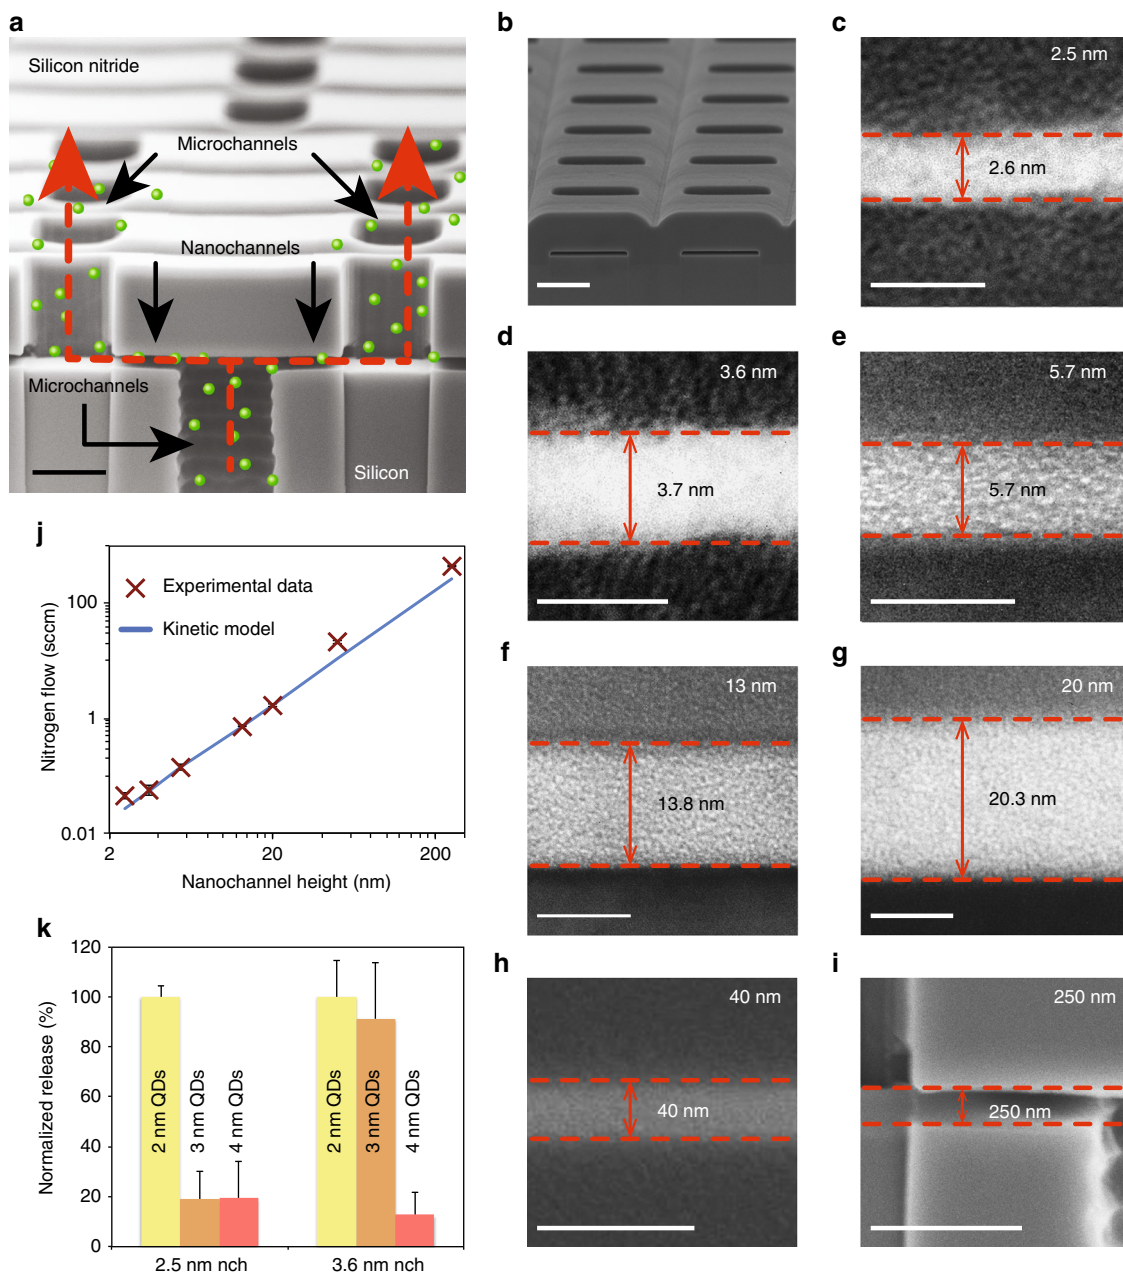 a
Silicon nitride
Microchannels
Nanochannels
Microchannels
Silicon
b
c
2.5 nm
2.6 nm
d
3.6 nm
3.7 nm
e
5.7 nm
5.7 nm
f
13 nm
13.8 nm
g
20 nm
20.3 nm
h
40 nm
40 nm
i
250 nm
250 nm
j
Experimental data
Kinetic model
Nitrogen flow (sccm)
100
1
0.01
2
20
200
Nanochannel height (nm)
k
Normalized release (%)
120
100
80
60
40
20
0
2 nm QDs
3 nm QDs
4 nm QDs
2 nm QDs
3 nm QDs
4 nm QDs
2.5 nm nch
3.6 nm nch